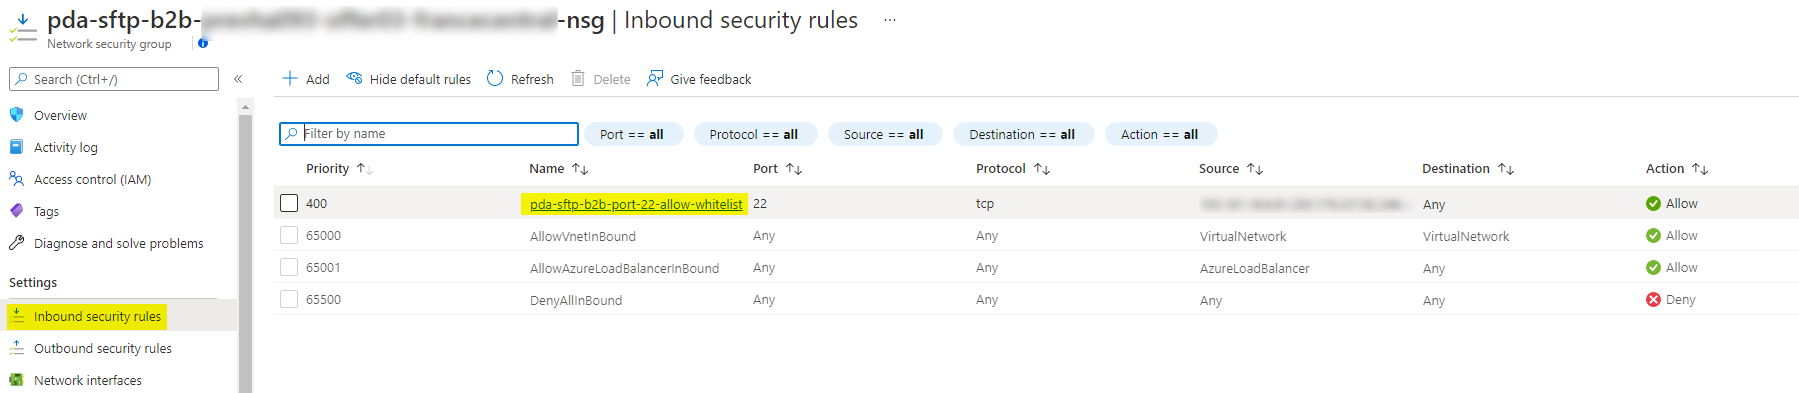 pda-sftp-b2b- -nsg | Inbound security rules ...
Network security group
Search (Ctrl+/)
«
Add
Hide default rules
Refresh
Delete
Give feedback
Overview
Activity log
Access control (IAM)
Tags
Diagnose and solve problems
Settings
Inbound security rules
Outbound security rules
Network interfaces
Filter by name
Port == all
Protocol == all
Source == all
Destination == all
Action == all
Priority Name Port Protocol Source Destination Action
400 pda-sftp-b2b-port-22-allow-whitelist 22 tcp Any Allow
65000 AllowVnetInBound Any Any VirtualNetwork VirtualNetwork Allow
65001 AllowAzureLoadBalancerInBound Any Any AzureLoadBalancer Any Allow
65500 DenyAllInBound Any Any Any Any Deny